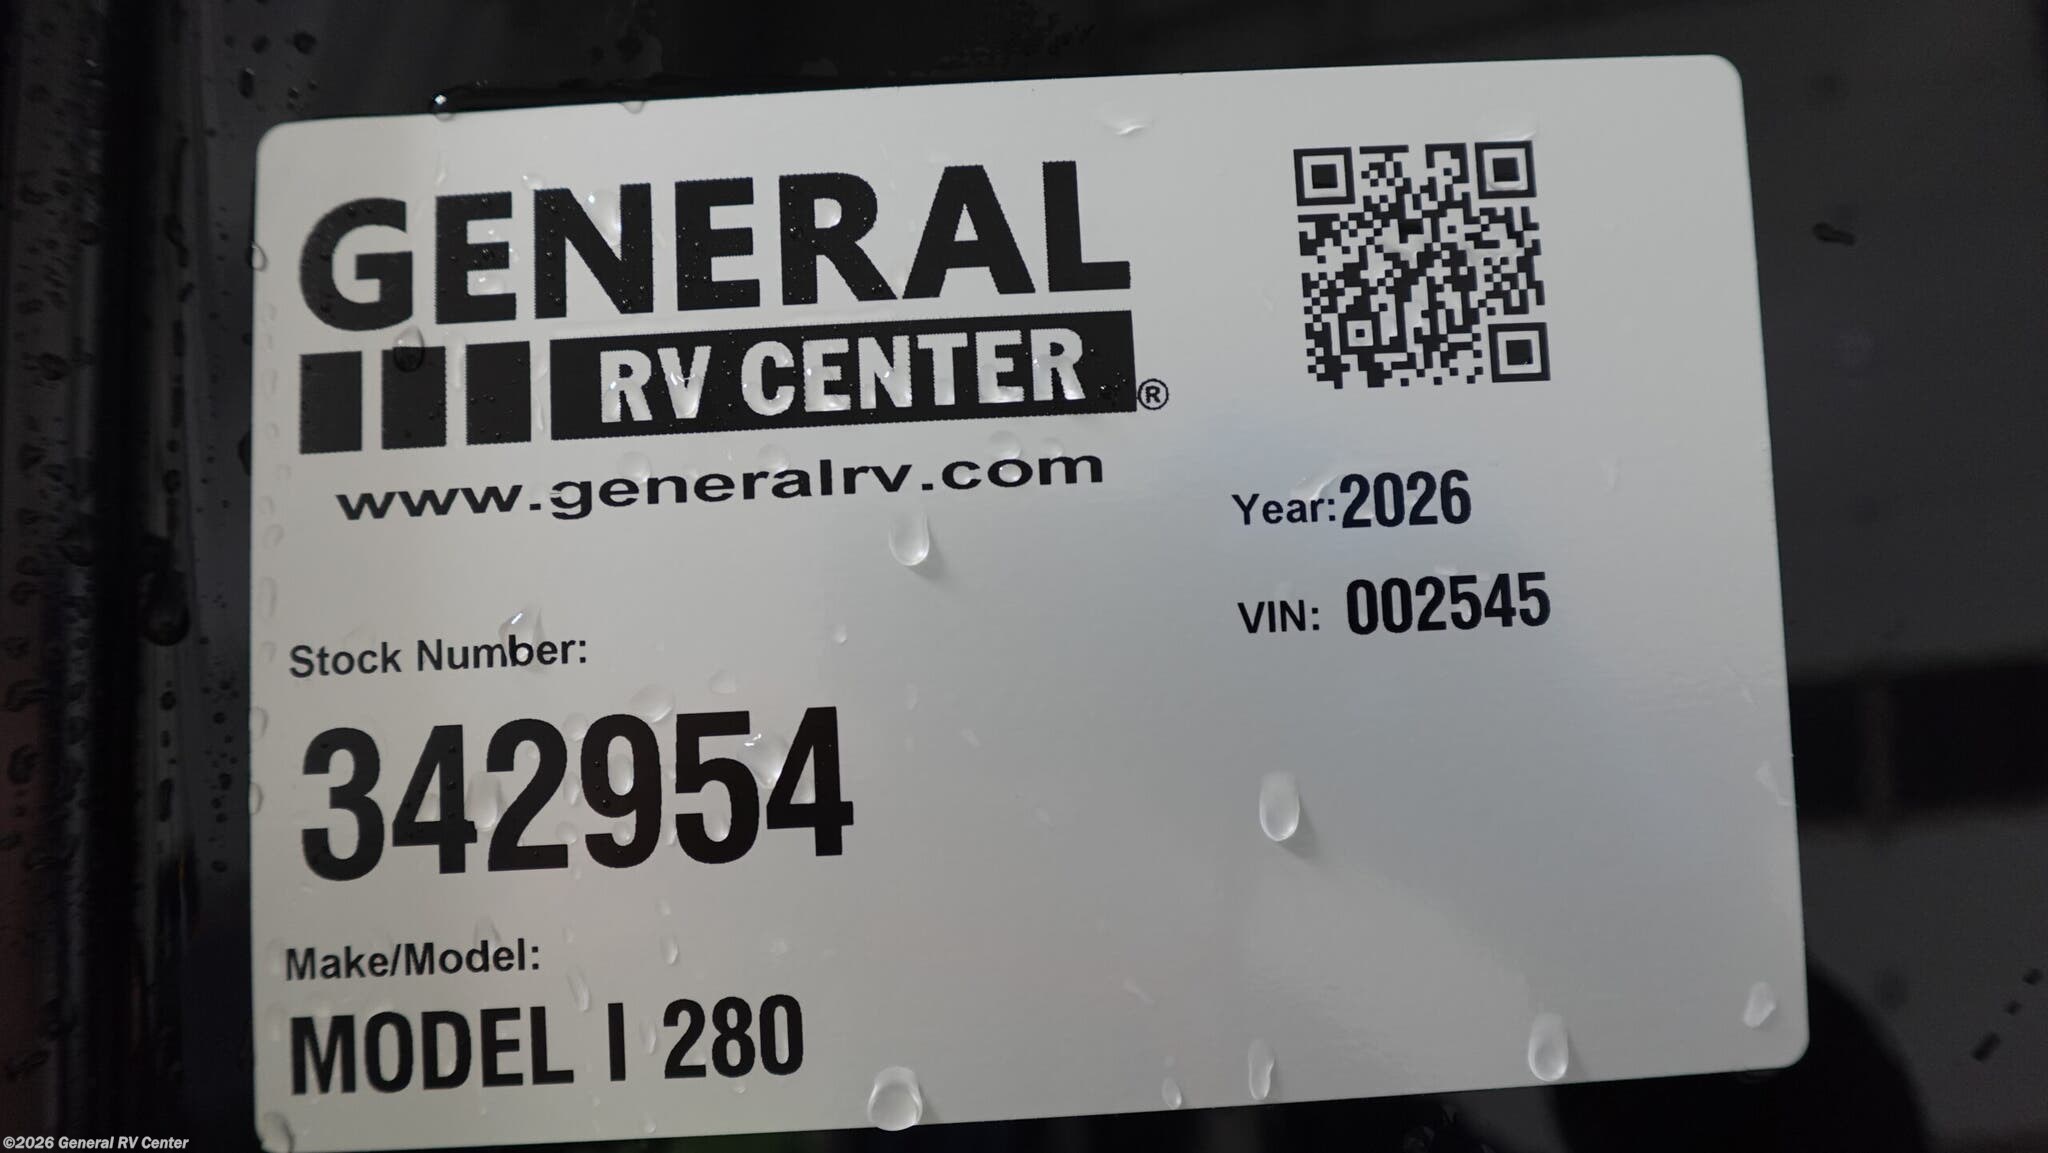 GENERAL
RV CENTER®
www.generalrv.com
Year: 2026
VIN: 002545
Stock Number:
342954
Make/Model:
MODEL I 280
©2026 General RV Center